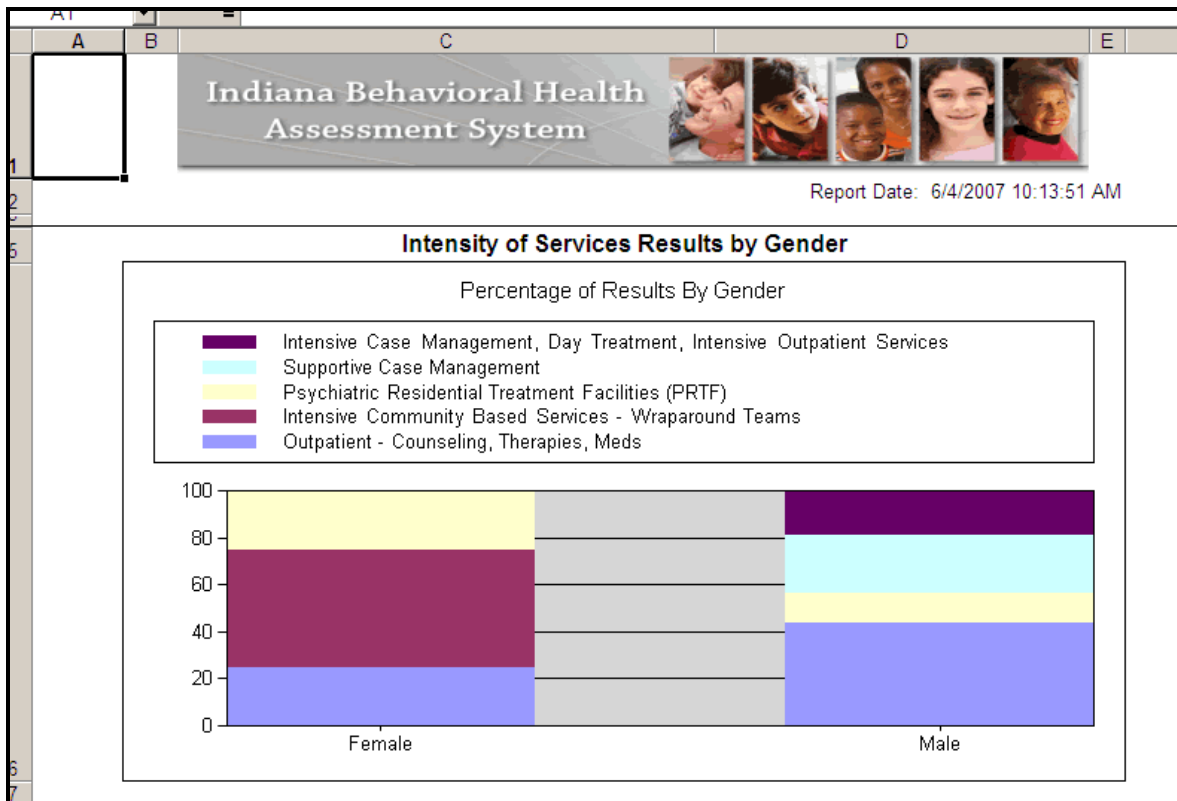 A1
=
A B C D E
Indiana Behavioral Health
Assessment System
1
2
Report Date: 6/4/2007 10:13:51 AM
5
Intensity of Services Results by Gender
Percentage of Results By Gender
Intensive Case Management, Day Treatment, Intensive Outpatient Services
Supportive Case Management
Psychiatric Residential Treatment Facilities (PRTF)
Intensive Community Based Services - Wraparound Teams
Outpatient - Counseling, Therapies, Meds
100
80
60
40
20
0
Female Male
6
7